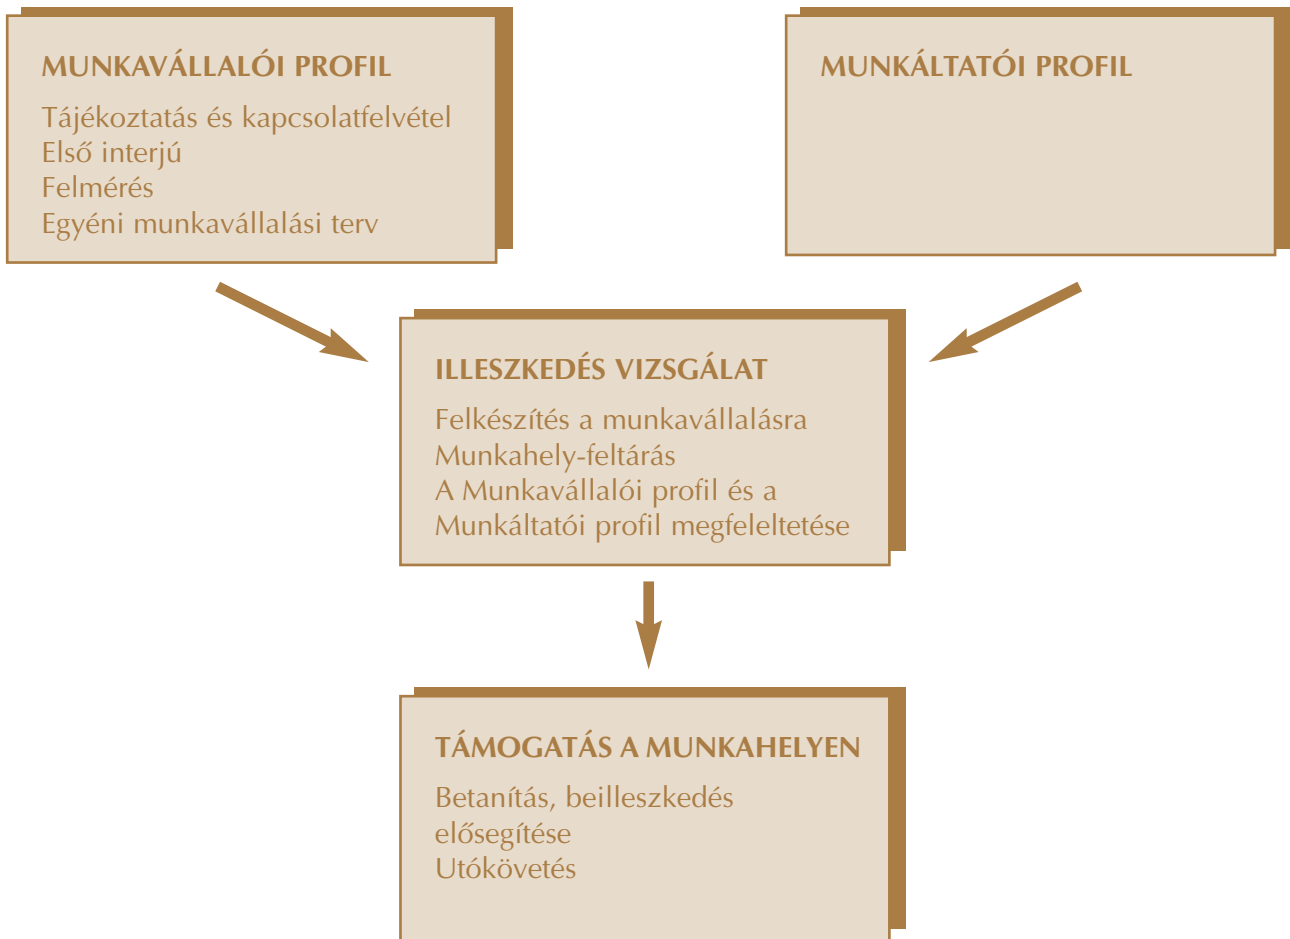 MUNKAVÁLLALÓI PROFIL
Tájékoztatás és kapcsolatfelvétel
Első interjú
Felmérés
Egyéni munkavállalási terv
MUNKÁLTATÓI PROFIL
ILLESZKEDÉS VIZSGÁLAT
Felkészítés a munkavállalásra
Munkahely-feltárás
A Munkavállalói profil és a
Munkáltatói profil megfeleltetése
TÁMOGATÁS A MUNKAHELYEN
Betanítás, beilleszkedés
elősegítése
Utókövetés